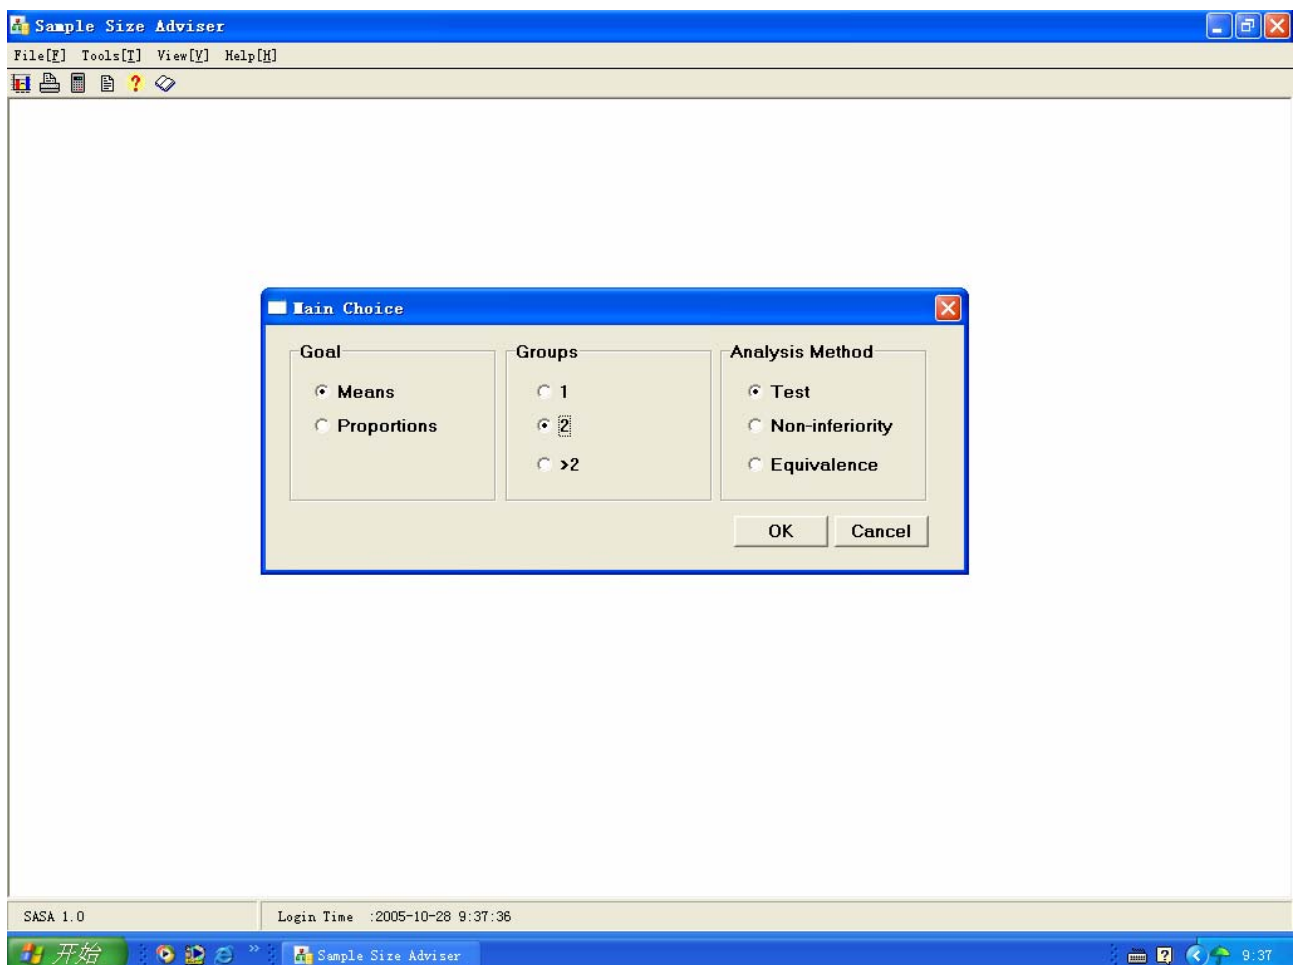 Sample Size Adviser
File[F] Tools[T] View[V] Help[H]
Main Choice
Goal Groups Analysis Method
Means 1 Test
Proportions 2 Non-inferiority
>2 Equivalence
OK Cancel
SASA 1.0 Login Time :2005-10-28 9:37:36
开始 Sample Size Adviser 9:37